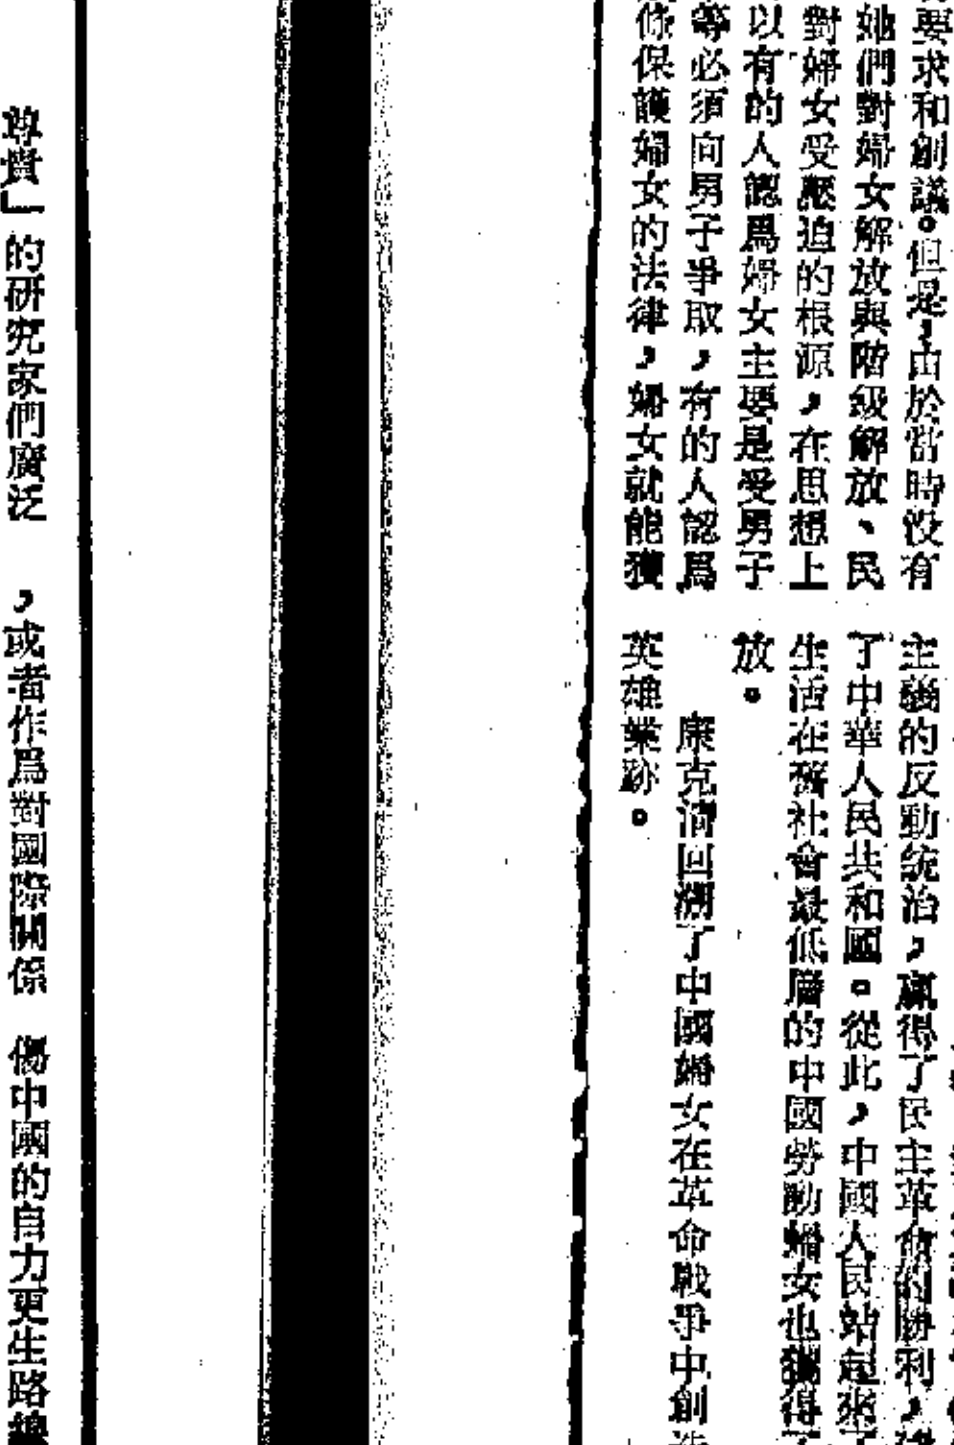 要求和創議。但是，由於當時沒有
她們對婦女解放與階級解放、民
對婦女受壓迫的根源，在思想上
以有的人認爲婦女主要是受男子
等必須向男子爭取，有的人認爲
條保護婦女的法律，婦女就能獲
主義的反動統治，贏得了民主革命的勝利，
了中華人民共和國。從此，中國人民站起來了
生活在舊社會最低層的中國勞動婦女也獲得了
放。
康克清回溯了中國婦女在革命戰爭中創造
英雄業跡。
尊貴」的研究家們廣泛
，或者作爲對國際關係
傷中國的自力更生路線